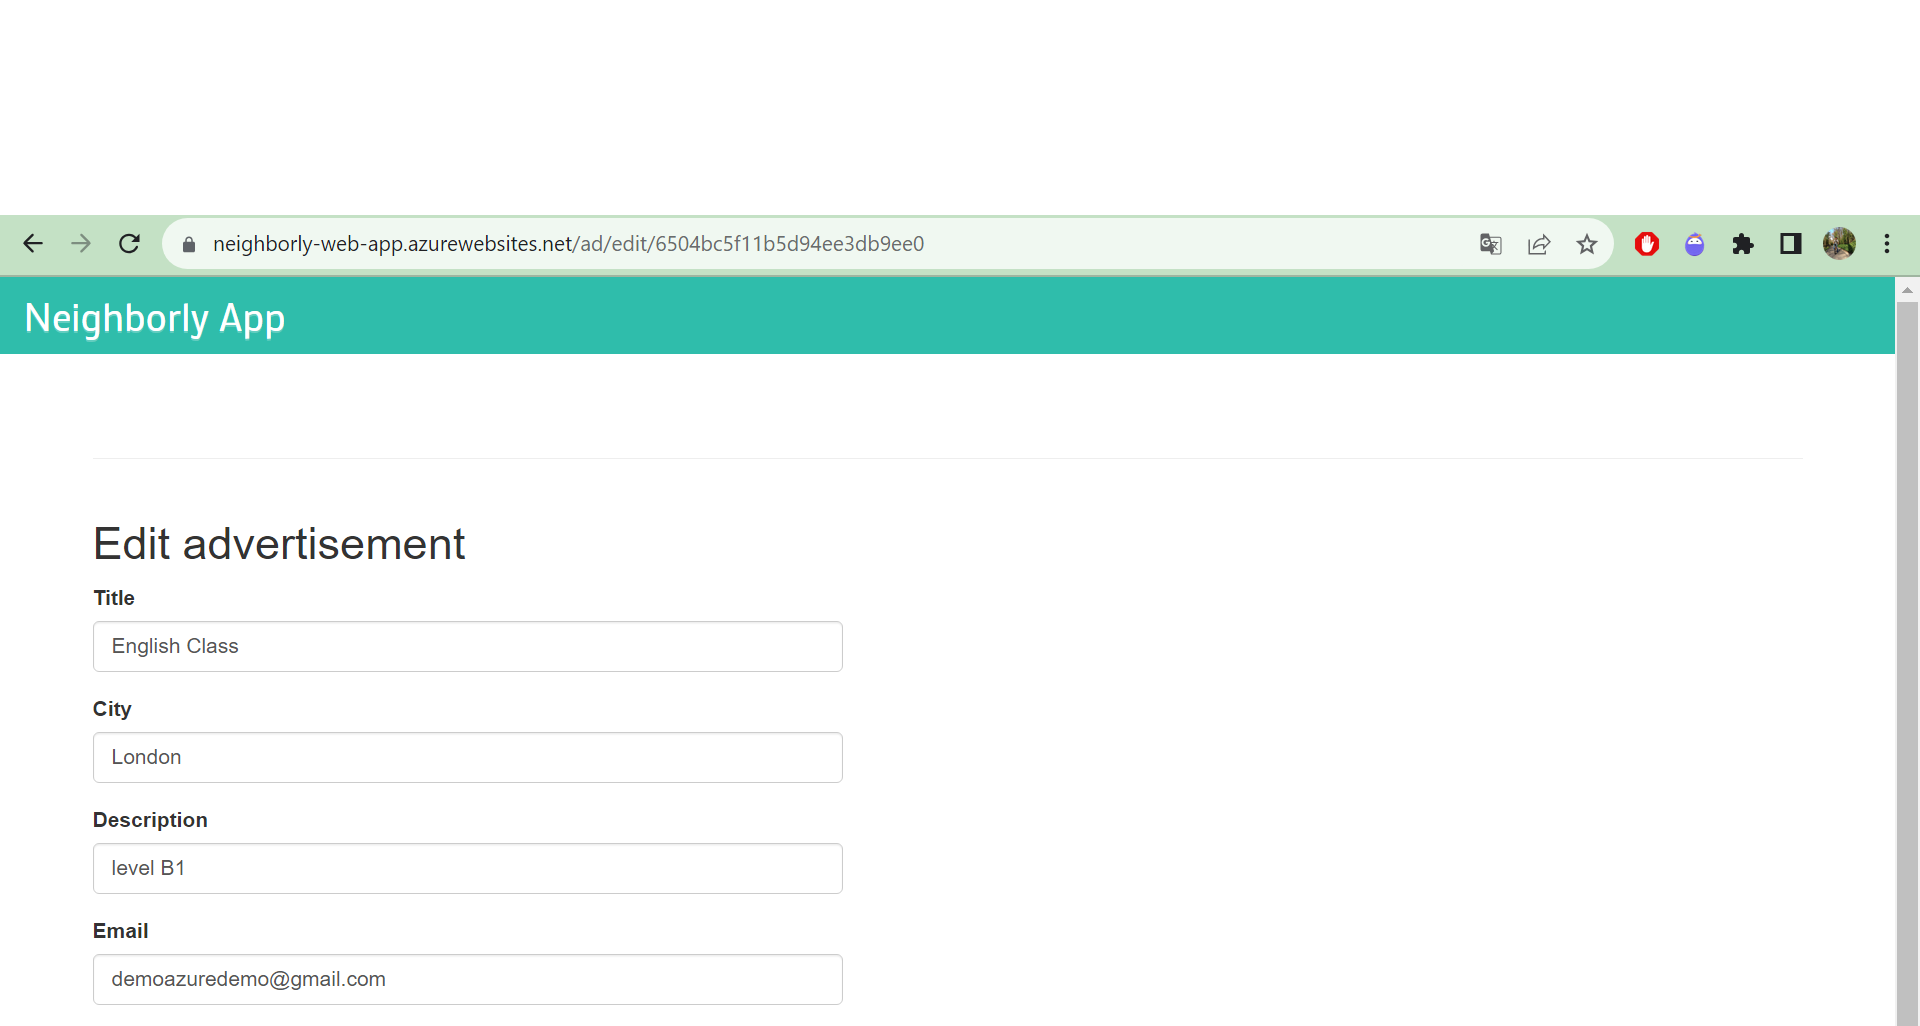 neighborly-web-app.azurewebsites.net/ad/edit/6504bc5f11b5d94ee3db9ee0
Neighborly App
Edit advertisement
Title
English Class
City
London
Description
level B1
Email
demoazuredemo@gmail.com